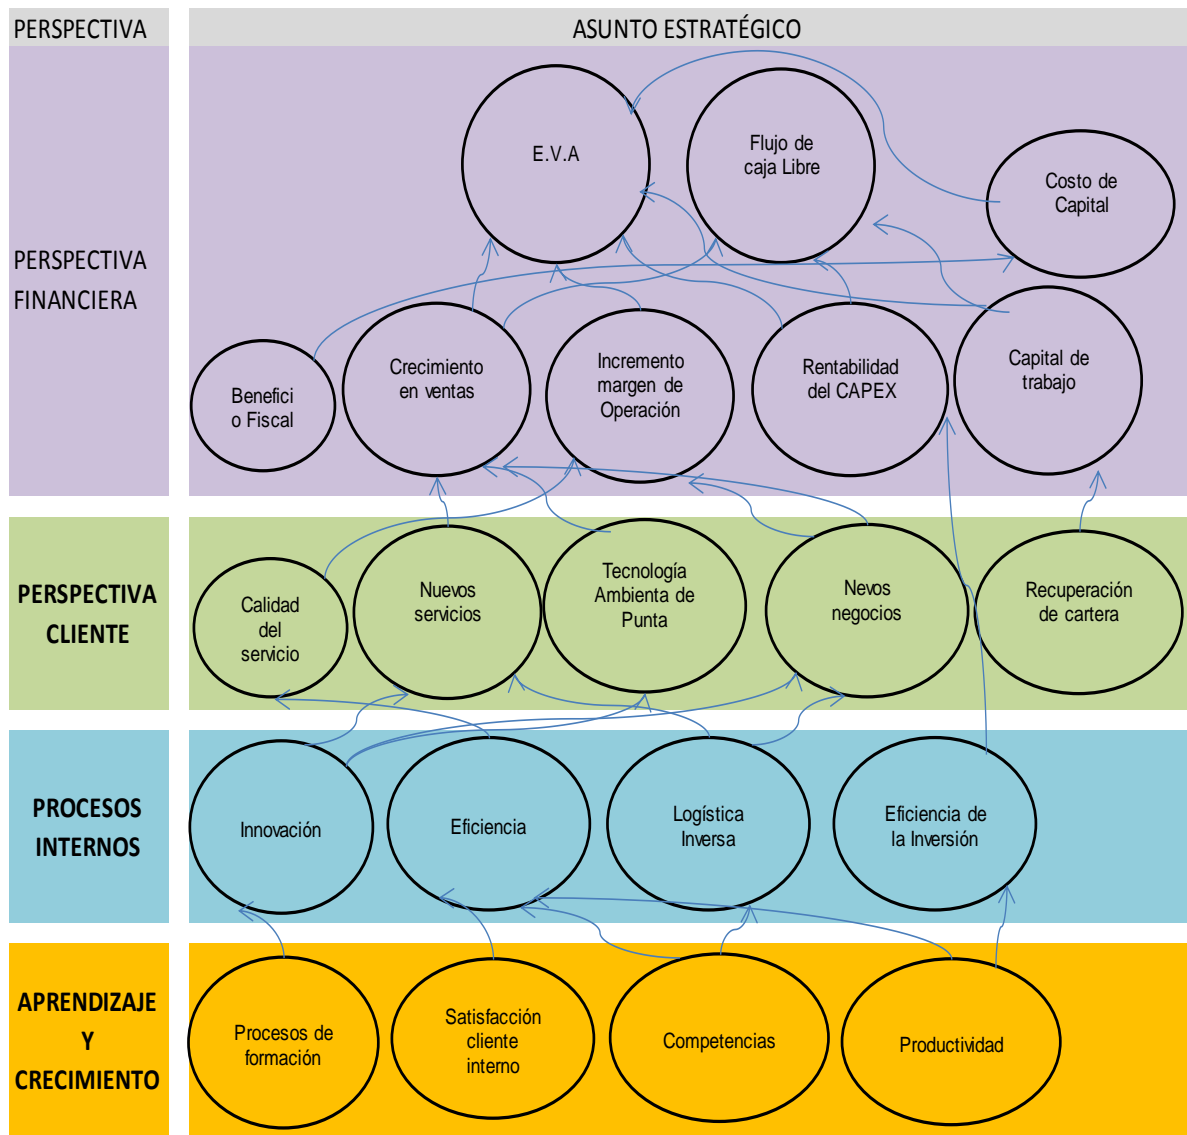 PERSPECTIVA
ASUNTO ESTRATÉGICO
PERSPECTIVA
FINANCIERA
E.V.A
Flujo de
caja Libre
Costo de
Capital
Benefici
o Fiscal
Crecimiento
en ventas
Incremento
margen de
Operación
Rentabilidad
del CAPEX
Capital de
trabajo
PERSPECTIVA
CLIENTE
Calidad
del
servicio
Nuevos
servicios
Tecnología
Ambienta de
Punta
Nevos
negocios
Recuperación
de cartera
PROCESOS
INTERNOS
Innovación
Eficiencia
Logística
Inversa
Eficiencia de
la Inversión
APRENDIZAJE
Y
CRECIMIENTO
Procesos de
formación
Satisfacción
cliente
interno
Competencias
Productividad